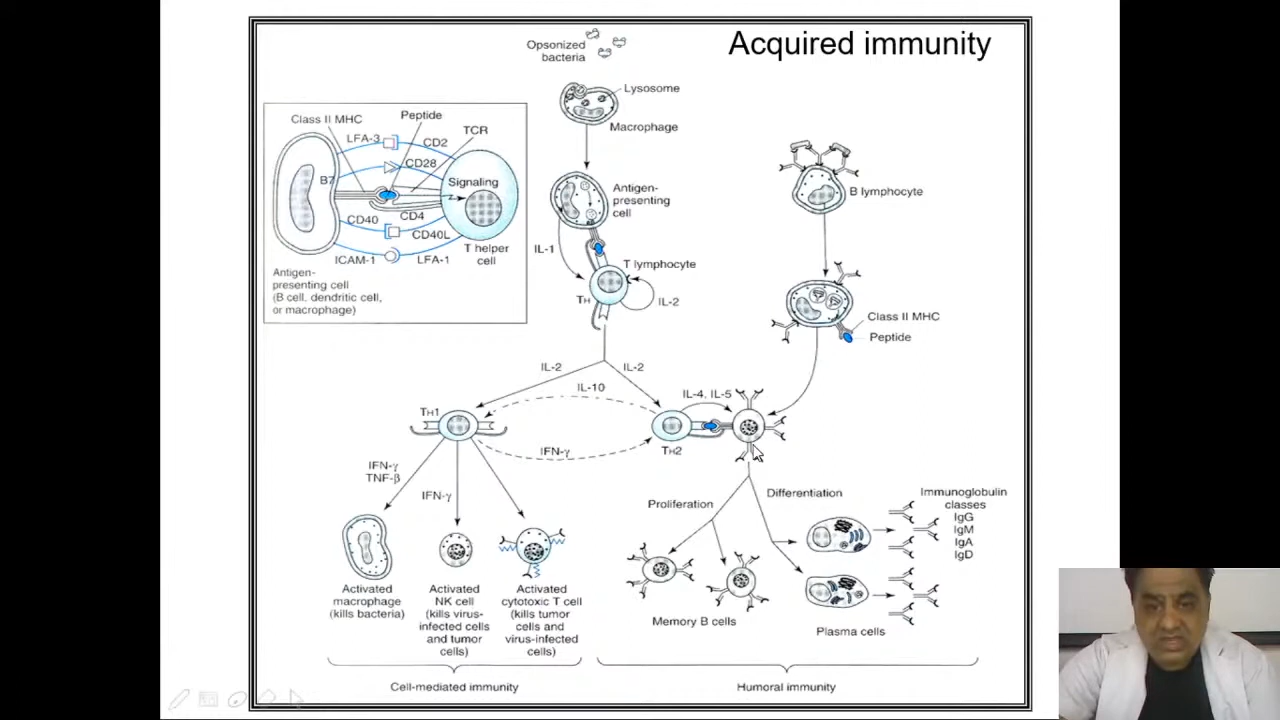 Acquired immunity
Opsonized
bacteria
Lysosome
Macrophage
Class II MHC
Peptide
TCR
LFA-3
CD2
CD28
B7
Signaling
CD4
CD40
CD40L
ICAM-1
LFA-1
T helper
cell
Antigen-
presenting cell
(B cell, dendritic cell,
or macrophage)
Antigen-
presenting
cell
IL-1
T lymphocyte
TH
IL-2
B lymphocyte
Class II MHC
Peptide
IL-2
IL-2
IL-10
IL-4, IL-5
TH1
TH2
IFN-γ
IFN-γ
TNF-β
IFN-γ
Proliferation
Differentiation
Immunoglobulin
classes
IgG
IgM
IgA
IgD
Activated
macrophage
(kills bacteria)
Activated
NK cell
(kills virus-
infected cells
and tumor
cells)
Activated
cytotoxic T cell
(kills tumor
cells and
virus-infected
cells)
Memory B cells
Plasma cells
Cell-mediated immunity
Humoral immunity